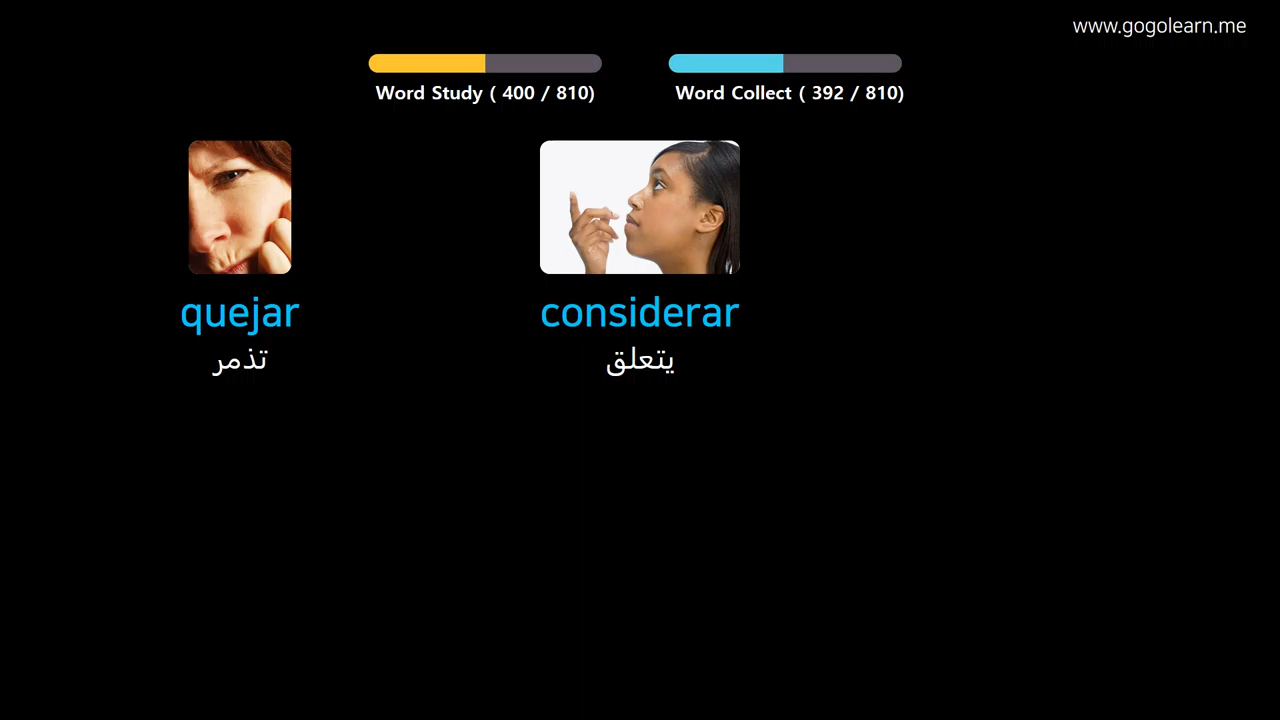 www.gogolearn.me
Word Study ( 400 / 810)
Word Collect ( 392 / 810)
quejar
تذمر
considerar
يتعلق